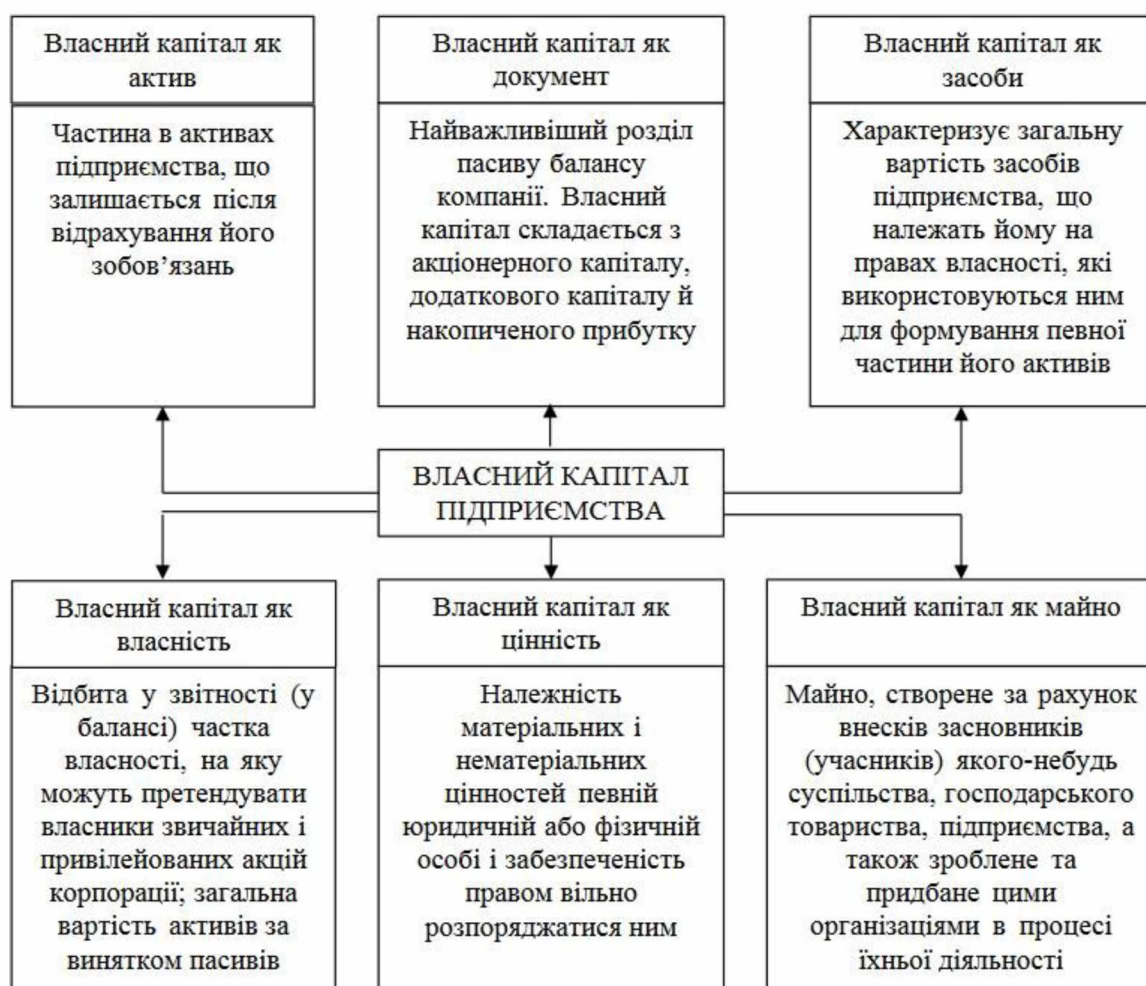 Власний капітал як
актив
Частина в активах
підприємства, що
залишається після
відрахування його
зобов’язань
Власний капітал як
документ
Найважливіший розділ
пасиву балансу
компанії. Власний
капітал складається з
акціонерного капіталу,
додаткового капіталу й
накопиченого прибутку
Власний капітал як
засоби
Характеризує загальну
вартість засобів
підприємства, що
належать йому на
правах власності, які
використовуються ним
для формування певної
частини його активів
ВЛАСНИЙ КАПІТАЛ
ПІДПРИЄМСТВА
Власний капітал як
власність
Відбита у звітності (у
балансі) частка
власності, на яку
можуть претендувати
власники звичайних і
привілейованих акцій
корпорації; загальна
вартість активів за
винятком пасивів
Власний капітал як
цінність
Належність
матеріальних і
нематеріальних
цінностей певній
юридичній або фізичній
особі і забезпеченість
правом вільно
розпоряджатися ним
Власний капітал як майно
Майно, створене за рахунок
внесків засновників
(учасників) якого-небудь
суспільства, господарського
товариства, підприємства, а
також зроблене та
придбане цими
організаціями в процесі
їхньої діяльності